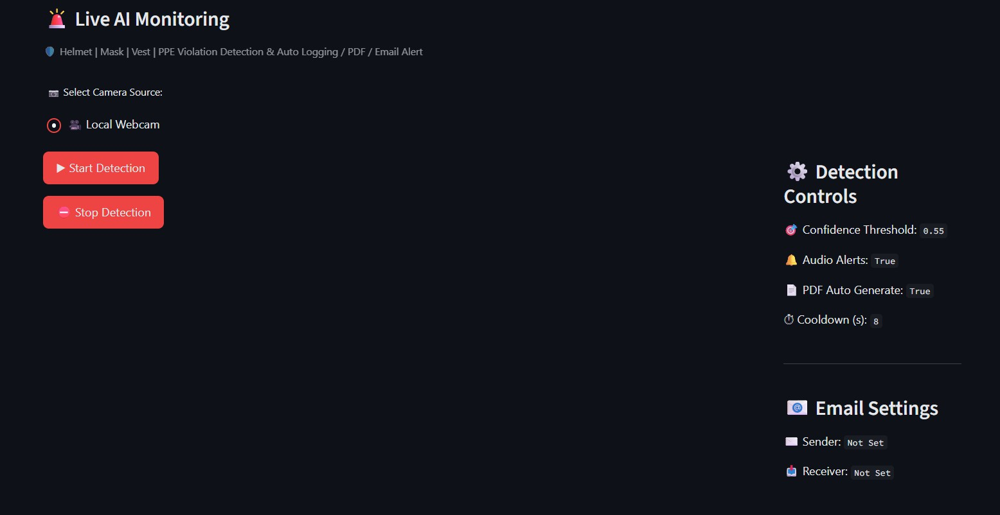 Live AI Monitoring
Helmet | Mask | Vest | PPE Violation Detection & Auto Logging / PDF / Email Alert
Select Camera Source:
Local Webcam
Start Detection
Stop Detection
Detection
Controls
Confidence Threshold: 0.55
Audio Alerts: True
PDF Auto Generate: True
Cooldown (s): 8
Email Settings
Sender: Not Set
Receiver: Not Set